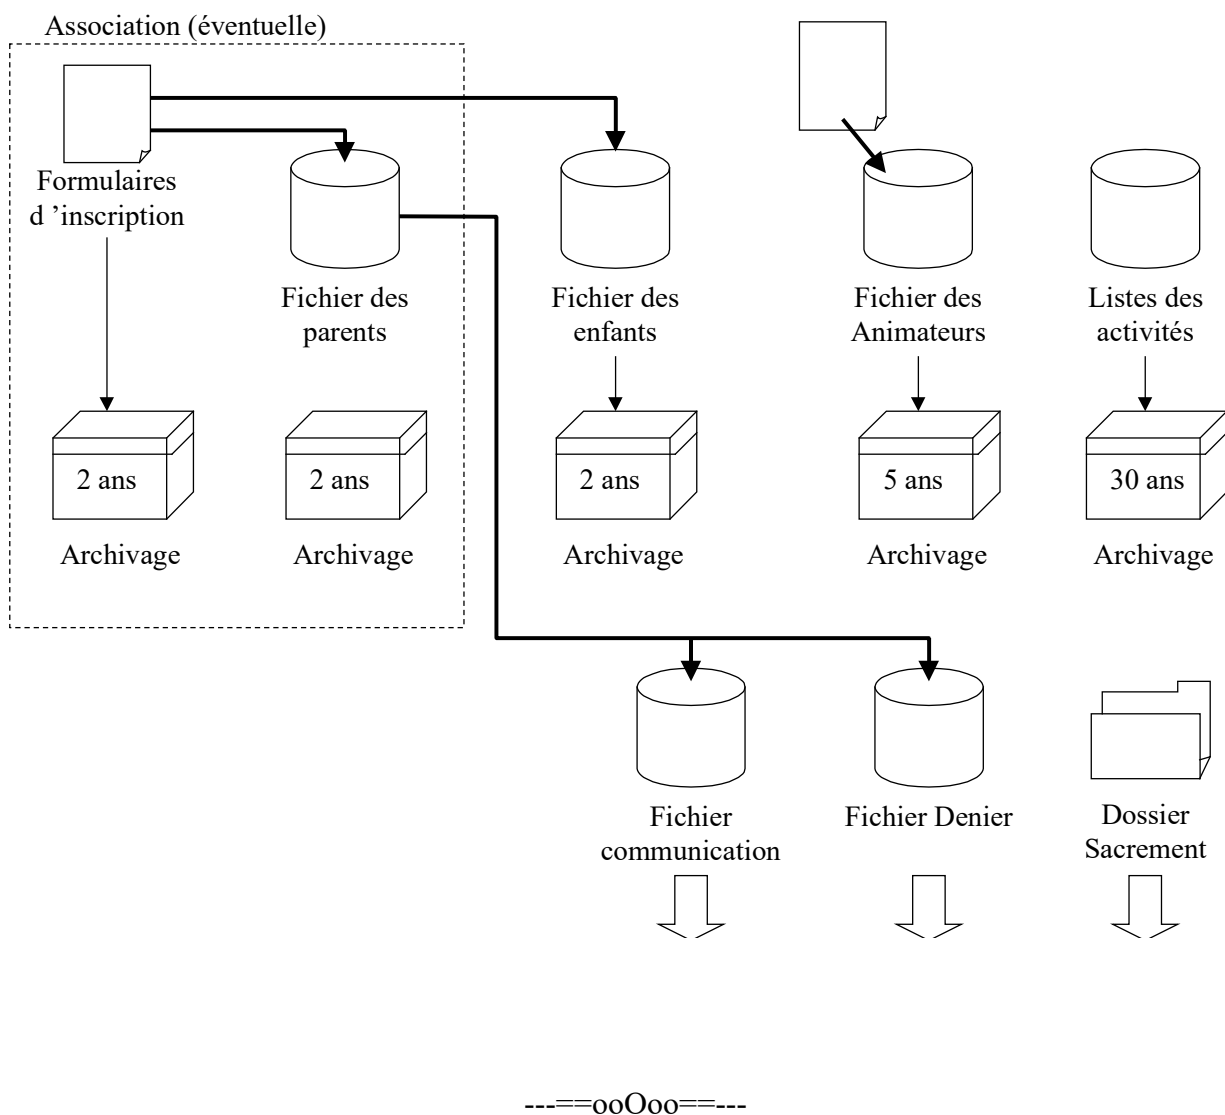 Association (éventuelle)
Formulaires
d ’inscription
Fichier des
parents
Fichier des
enfants
Fichier des
Animateurs
Listes des
activités
2 ans
2 ans
2 ans
5 ans
30 ans
Archivage
Archivage
Archivage
Archivage
Archivage
Fichier
communication
Fichier Denier
Dossier
Sacrement
---==ooOoo==---